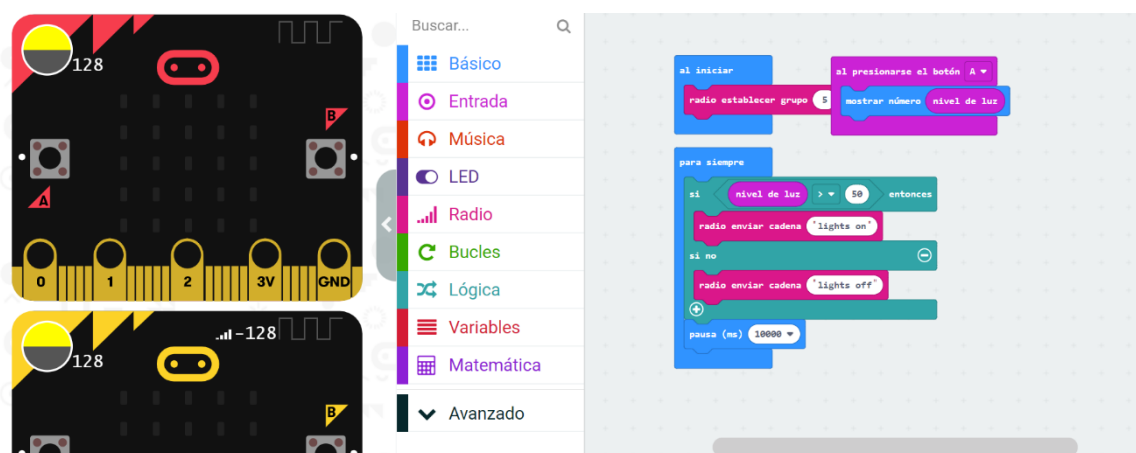 128
B
A
0 1 2 3V GND
128
-128
B
Buscar...
Básico
Entrada
Música
LED
Radio
Bucles
Lógica
Variables
Matemática
Avanzado
al iniciar
radio establecer grupo 5
al presionarse el botón A
mostrar número nivel de luz
para siempre
si nivel de luz > 50 entonces
radio enviar cadena "lights on"
si no
radio enviar cadena "lights off"
pausa (ms) 10000